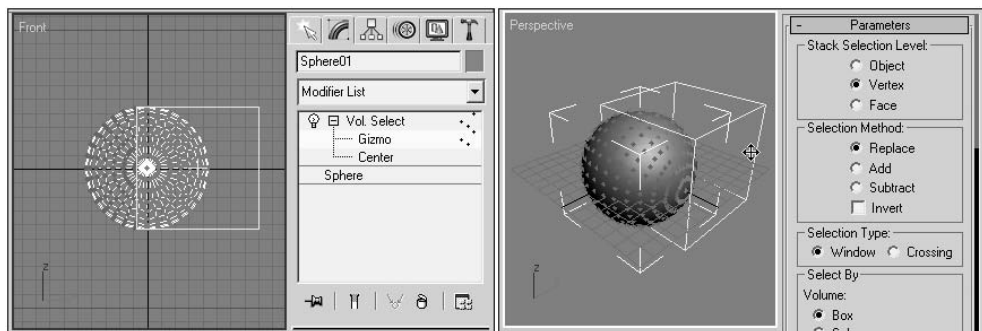 Front
Sphere01
Modifier List
Vol. Select
Gizmo
Center
Sphere
z
Perspective
z
- Parameters
Stack Selection Level:
Object
Vertex
Face
Selection Method:
Replace
Add
Subtract
Invert
Selection Type:
Window Crossing
Select By
Volume:
Box